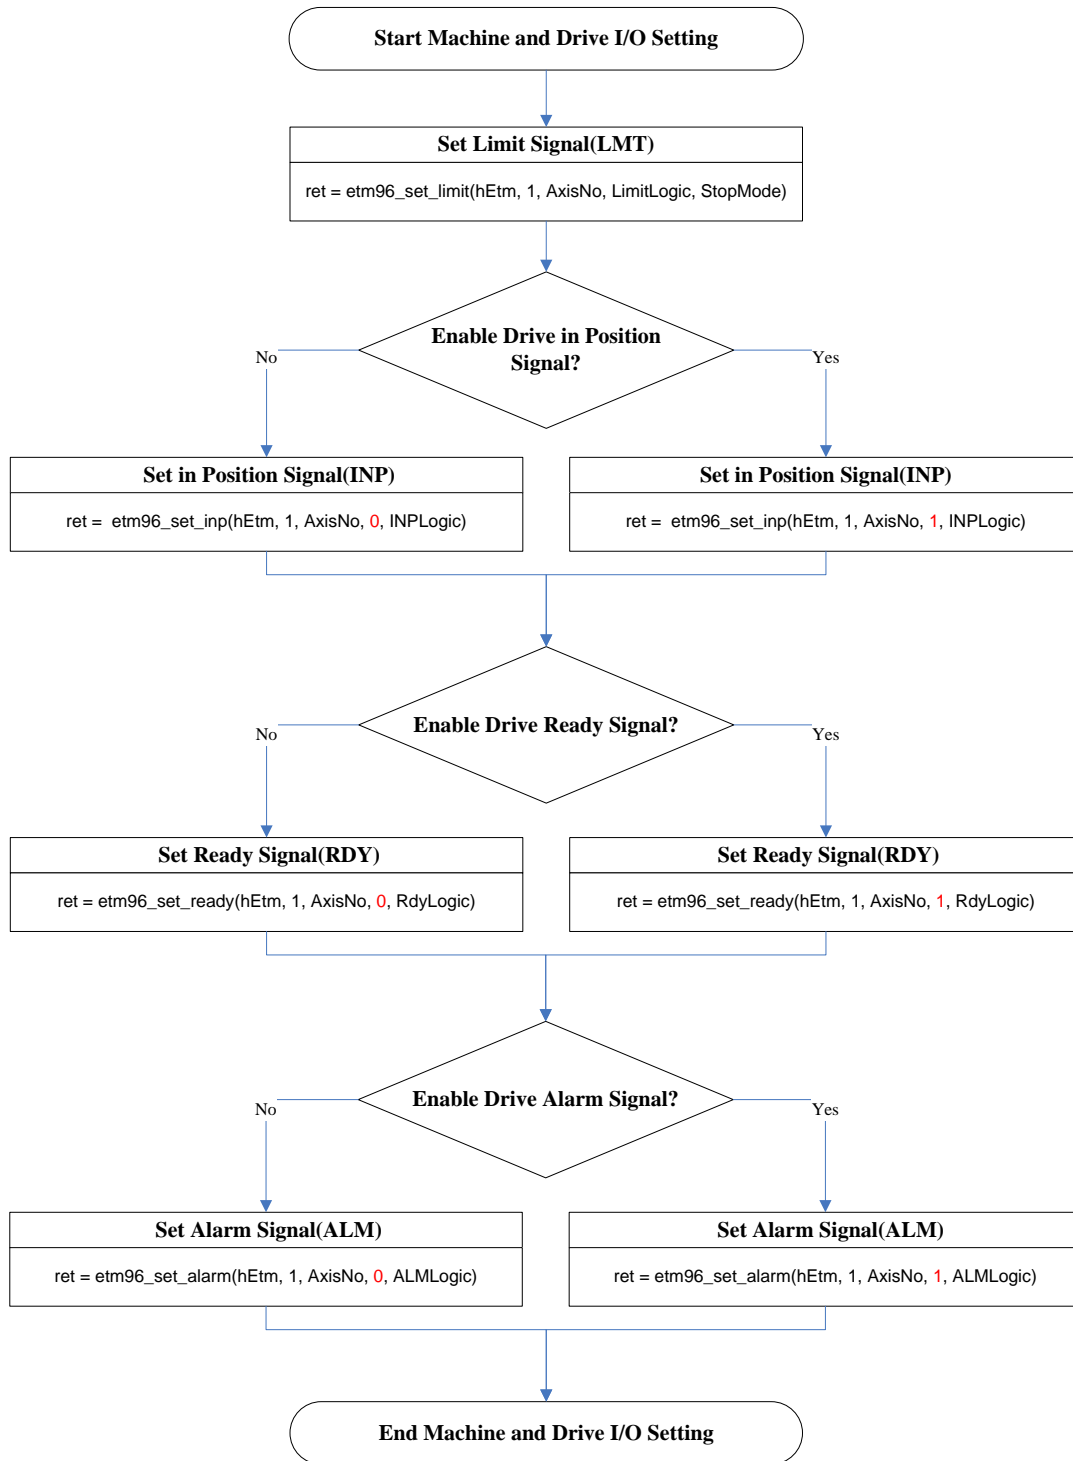 Start Machine and Drive I/O Setting
Set Limit Signal(LMT)
ret = etm96_set_limit(hEtm, 1, AxisNo, LimitLogic, StopMode)
Enable Drive in Position
Signal?
No
Yes
Set in Position Signal(INP)
ret =  etm96_set_inp(hEtm, 1, AxisNo, 0, INPLogic)
Set in Position Signal(INP)
ret =  etm96_set_inp(hEtm, 1, AxisNo, 1, INPLogic)
Enable Drive Ready Signal?
No
Yes
Set Ready Signal(RDY)
ret = etm96_set_ready(hEtm, 1, AxisNo, 0, RdyLogic)
Set Ready Signal(RDY)
ret = etm96_set_ready(hEtm, 1, AxisNo, 1, RdyLogic)
Enable Drive Alarm Signal?
No
Yes
Set Alarm Signal(ALM)
ret = etm96_set_alarm(hEtm, 1, AxisNo, 0, ALMLogic)
Set Alarm Signal(ALM)
ret = etm96_set_alarm(hEtm, 1, AxisNo, 1, ALMLogic)
End Machine and Drive I/O Setting